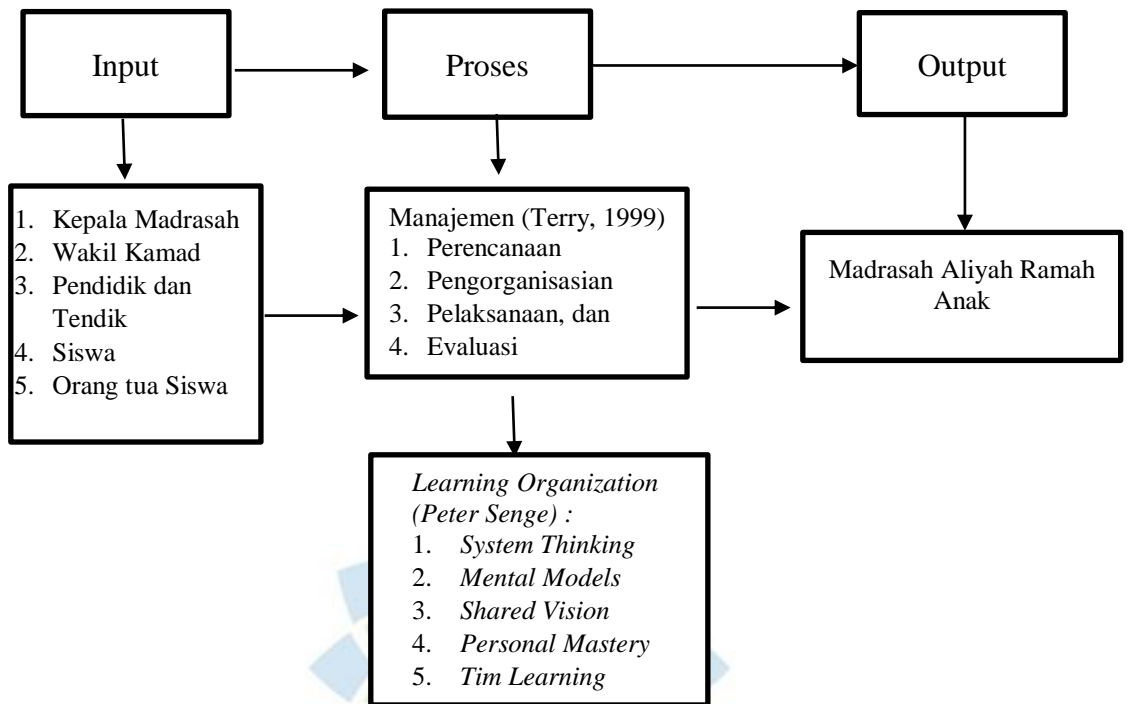 Input
Proses
Output
1. Kepala Madrasah
2. Wakil Kamad
3. Pendidik dan
Tendik
4. Siswa
5. Orang tua Siswa
Manajemen (Terry, 1999)
1. Perencanaan
2. Pengorganisasian
3. Pelaksanaan, dan
4. Evaluasi
Madrasah Aliyah Ramah
Anak
Learning Organization
(Peter Senge) :
1. System Thinking
2. Mental Models
3. Shared Vision
4. Personal Mastery
5. Tim Learning